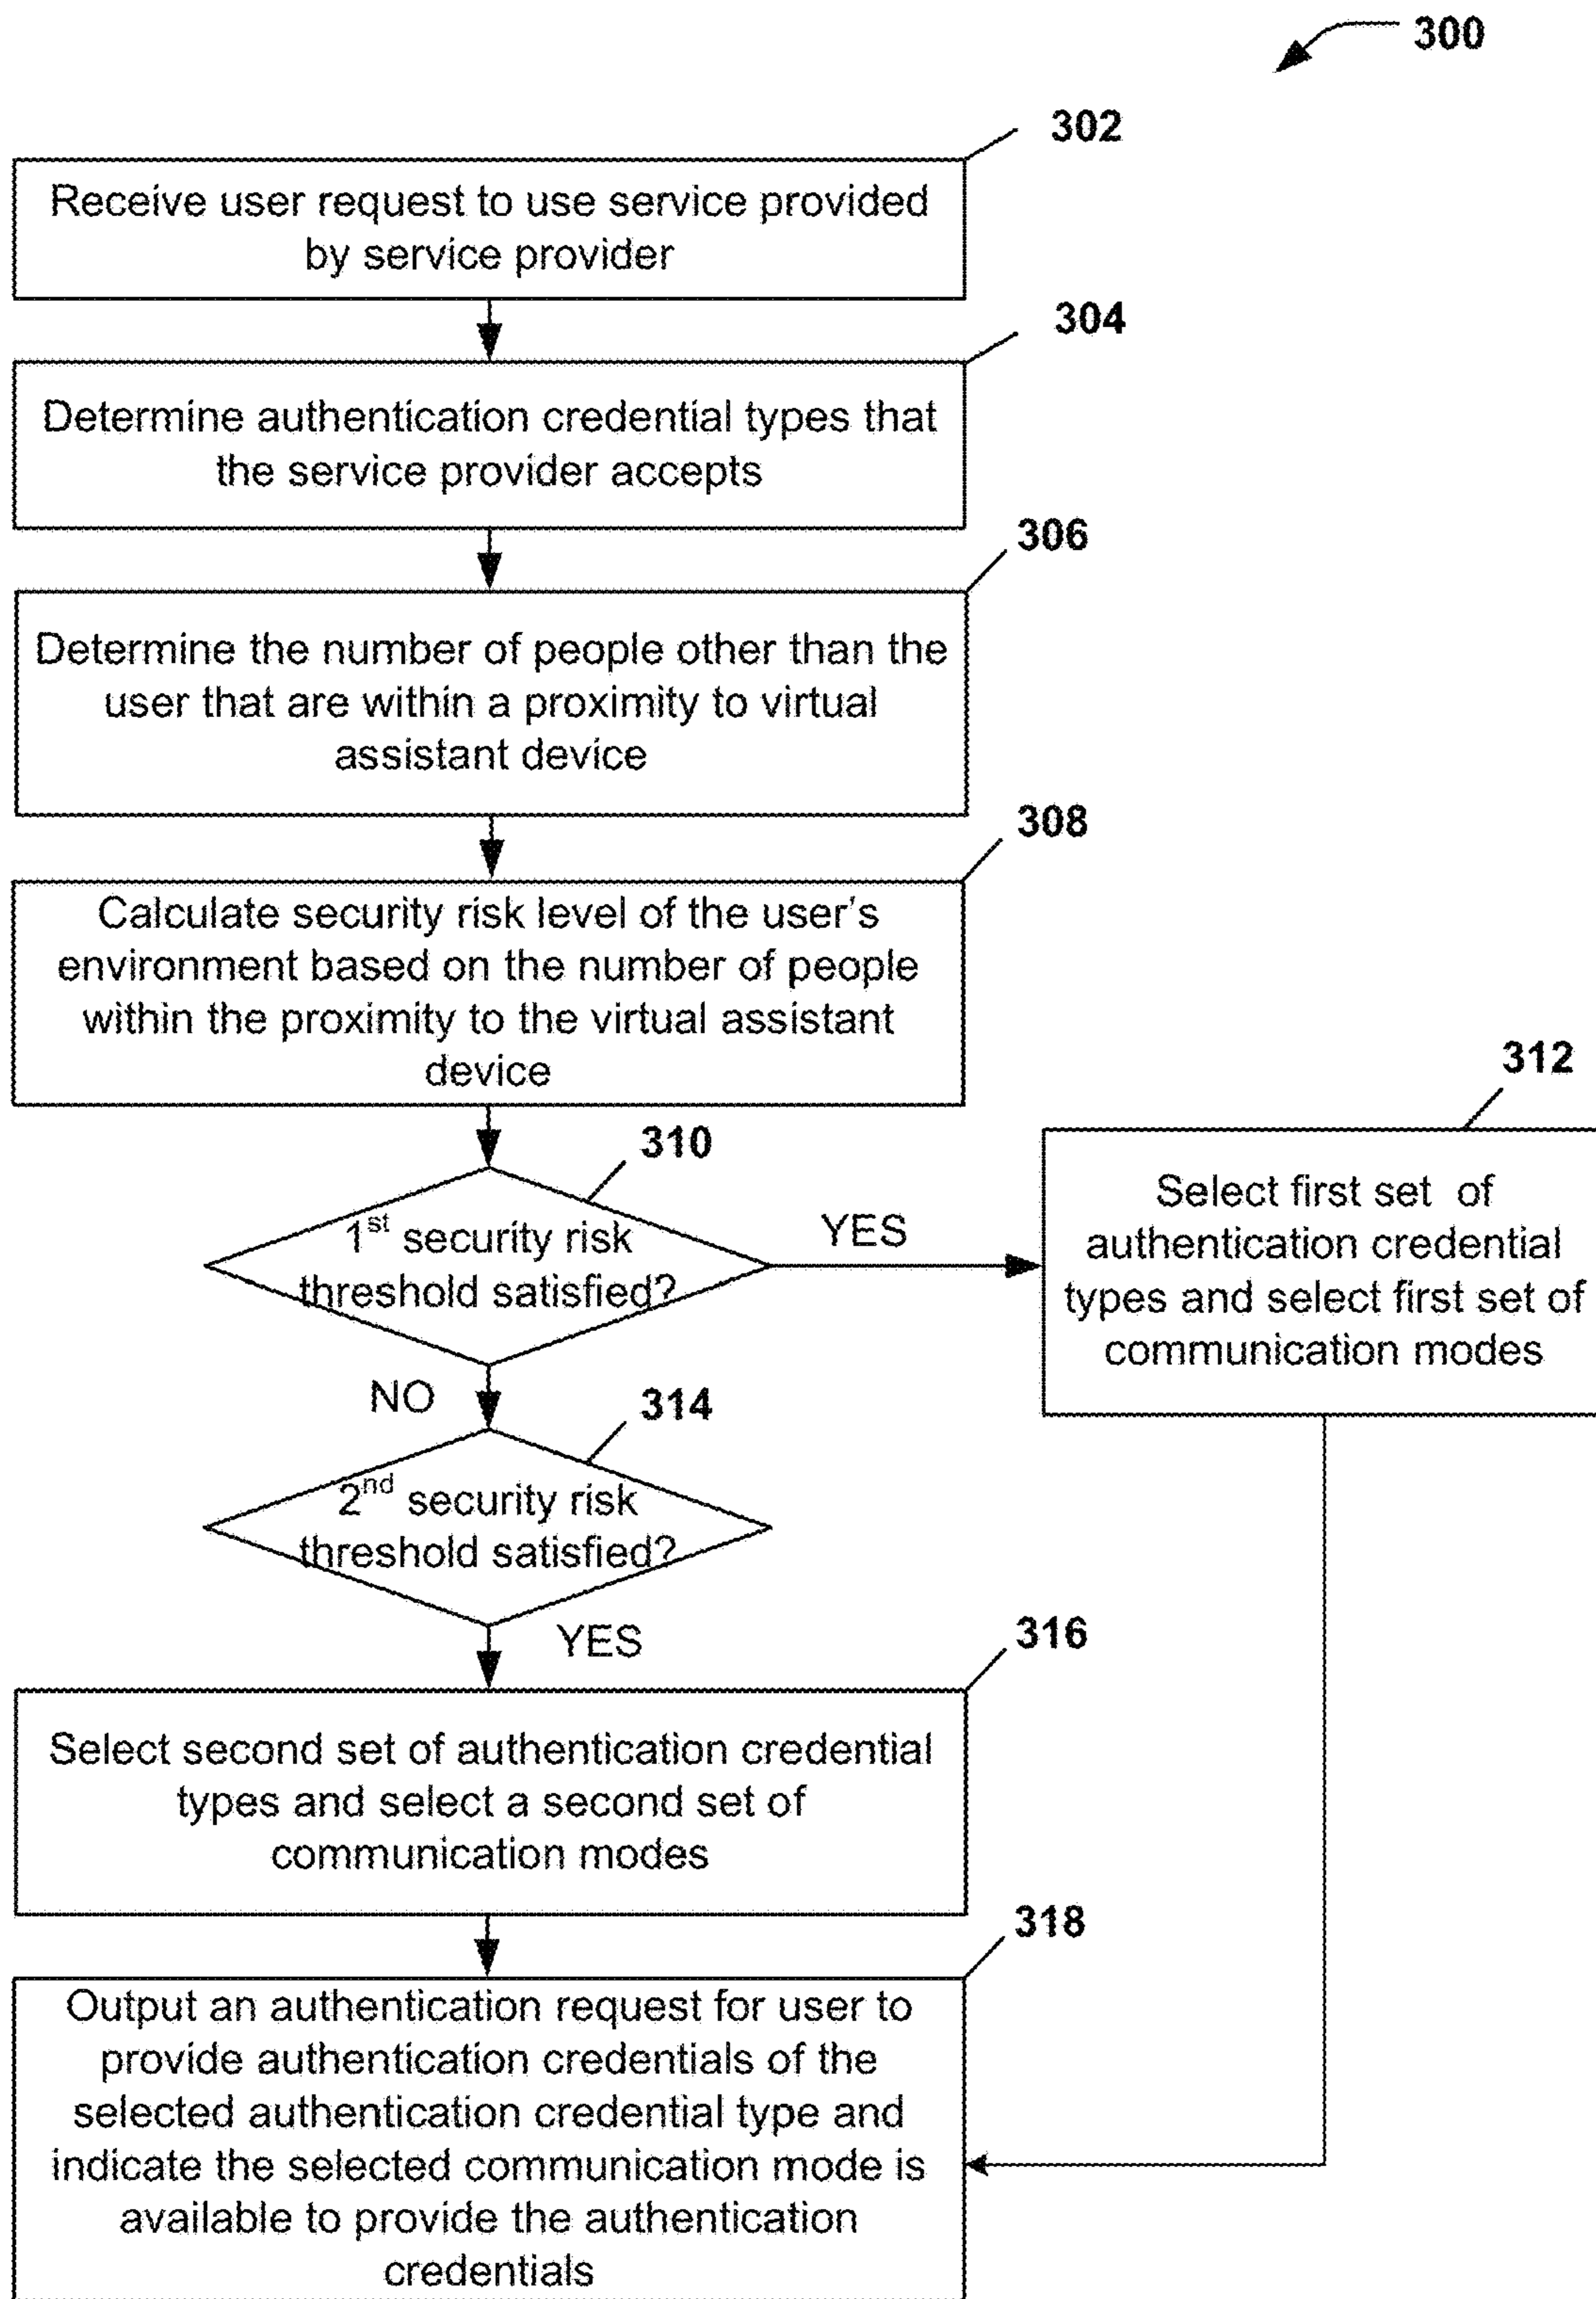 300
302
Receive user request to use service provided
by service provider
304
Determine authentication credential types that
the service provider accepts
306
Determine the number of people other than the
user that are within a proximity to virtual
assistant device
308
Calculate security risk level of the user's
environment based on the number of people
within the proximity to the virtual assistant
device
310
1st security risk
threshold satisfied?
YES
312
Select first set of
authentication credential
types and select first set of
communication modes
NO
314
2nd security risk
threshold satisfied?
YES
316
Select second set of authentication credential
types and select a second set of
communication modes
318
Output an authentication request for user to
provide authentication credentials of the
selected authentication credential type and
indicate the selected communication mode is
available to provide the authentication
credentials